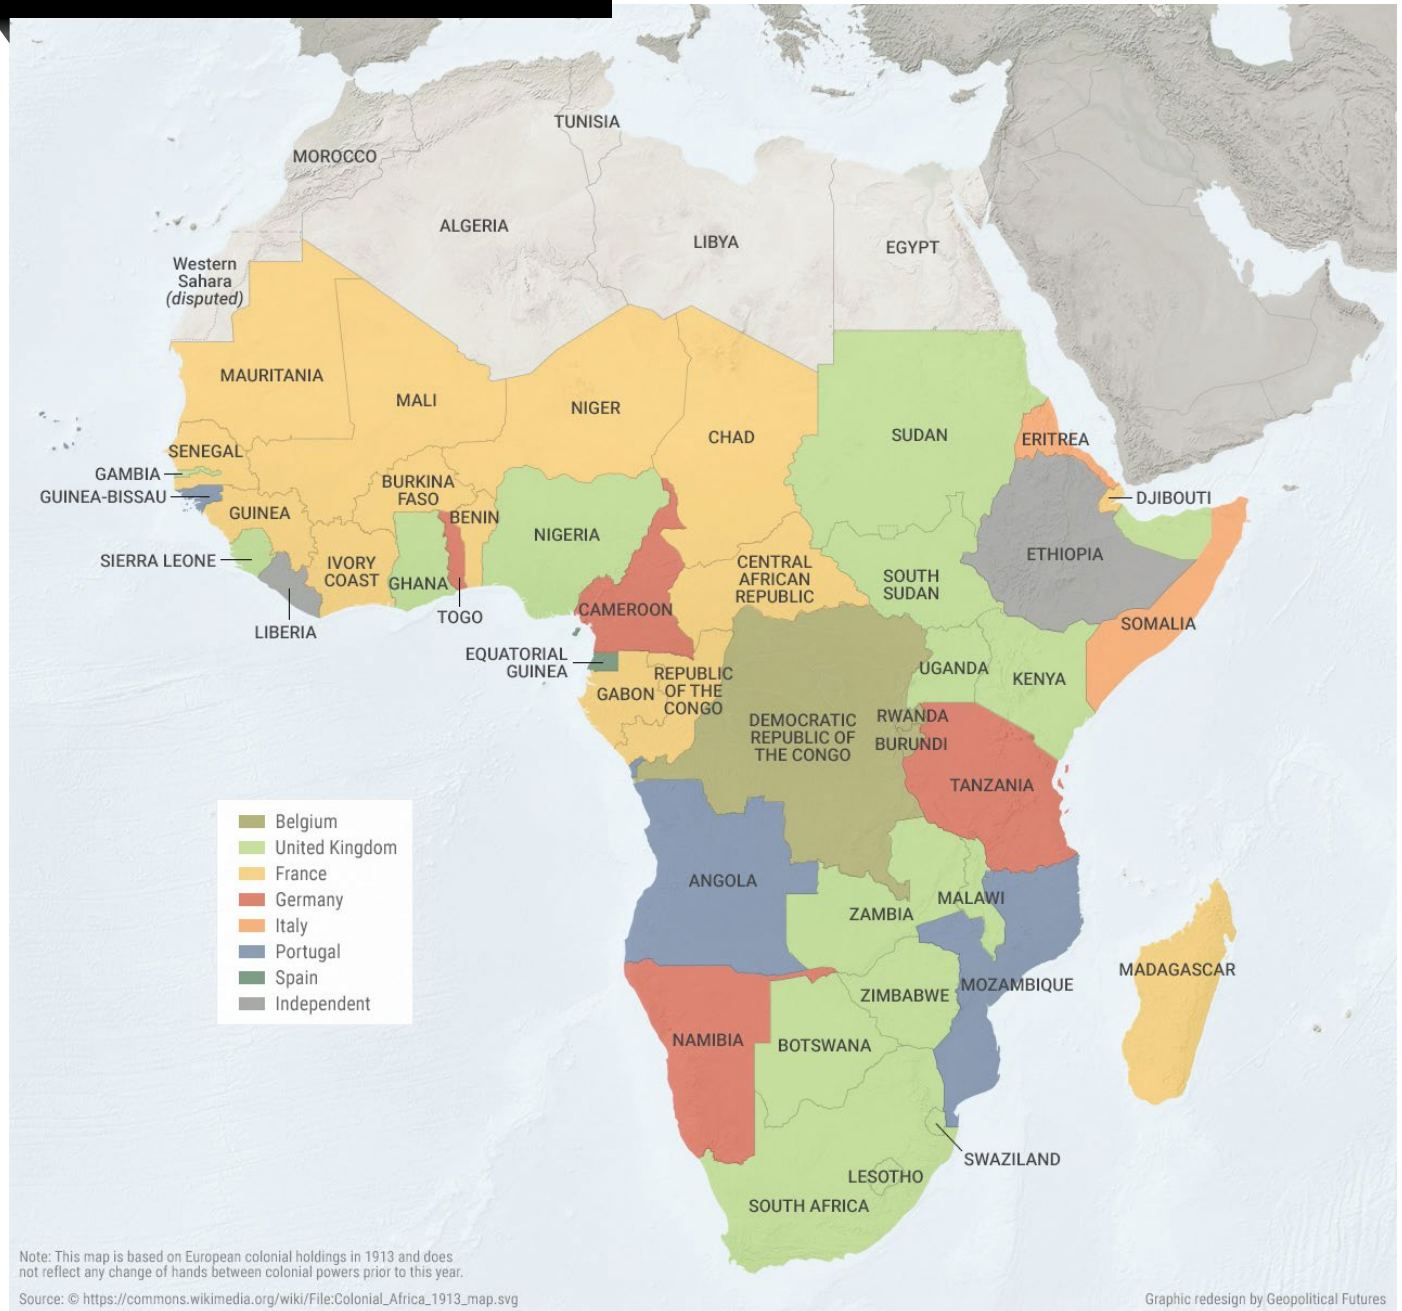 TUNISIA
MOROCCO
ALGERIA
LIBYA
EGYPT
Western
Sahara
(disputed)
MAURITANIA
MALI
NIGER
CHAD
SUDAN
ERITREA
SENEGAL
GAMBIA
GUINEA-BISSAU
BURKINA
FASO
DJIBOUTI
GUINEA
BENIN
NIGERIA
ETHIOPIA
SIERRA LEONE
IVORY
COAST
GHANA
CENTRAL
AFRICAN
REPUBLIC
SOUTH
SUDAN
CAMEROON
TOGO
LIBERIA
SOMALIA
EQUATORIAL
GUINEA
GABON
REPUBLIC
OF THE
CONGO
UGANDA
KENYA
DEMOCRATIC
REPUBLIC OF
THE CONGO
RWANDA
BURUNDI
TANZANIA
Belgium
United Kingdom
France
Germany
Italy
Portugal
Spain
Independent
ANGOLA
ZAMBIA
MALAWI
MADAGASCAR
MOZAMBIQUE
ZIMBABWE
NAMIBIA
BOTSWANA
SWAZILAND
LESOTHO
SOUTH AFRICA
Note: This map is based on European colonial holdings in 1913 and does
not reflect any change of hands between colonial powers prior to this year.
Source: © https://commons.wikimedia.org/wiki/File:Colonial_Africa_1913_map.svg
Graphic redesign by Geopolitical Futures